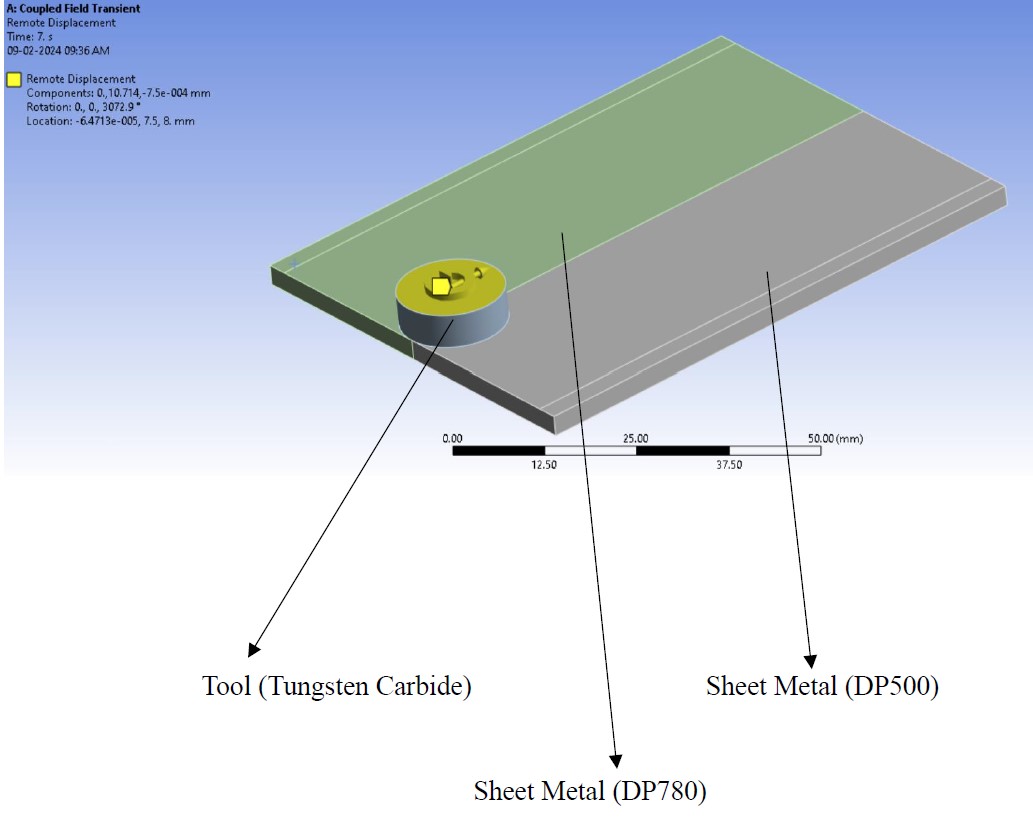 A: Coupled Field Transient
Remote Displacement
Time: 7. s
09-02-2024 09:36 AM
Remote Displacement
Components: 0.,10.714,-7.5e-004 mm
Rotation: 0., 0., 3072.9 °
Location: -6.4713e-005, 7.5, 8. mm
0.00 25.00 50.00 (mm)
12.50 37.50
Tool (Tungsten Carbide)
Sheet Metal (DP500)
Sheet Metal (DP780)